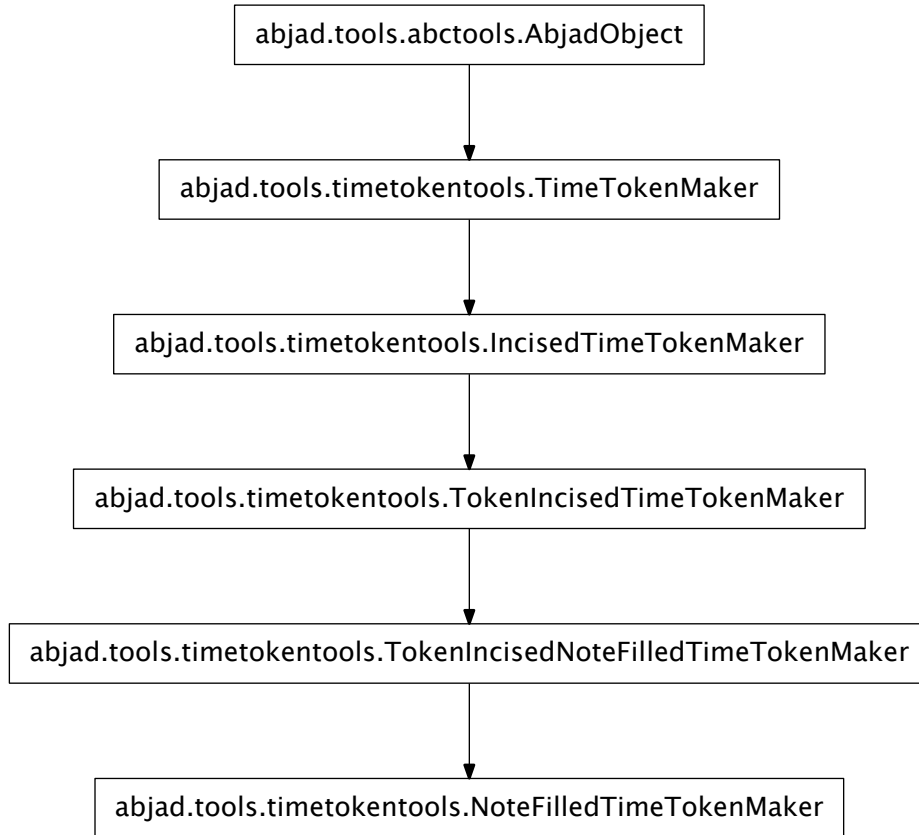 abjad.tools.abctools.AbjadObject
abjad.tools.timetokentools.TimeTokenMaker
abjad.tools.timetokentools.IncisedTimeTokenMaker
abjad.tools.timetokentools.TokenIncisedTimeTokenMaker
abjad.tools.timetokentools.TokenIncisedNoteFilledTimeTokenMaker
abjad.tools.timetokentools.NoteFilledTimeTokenMaker